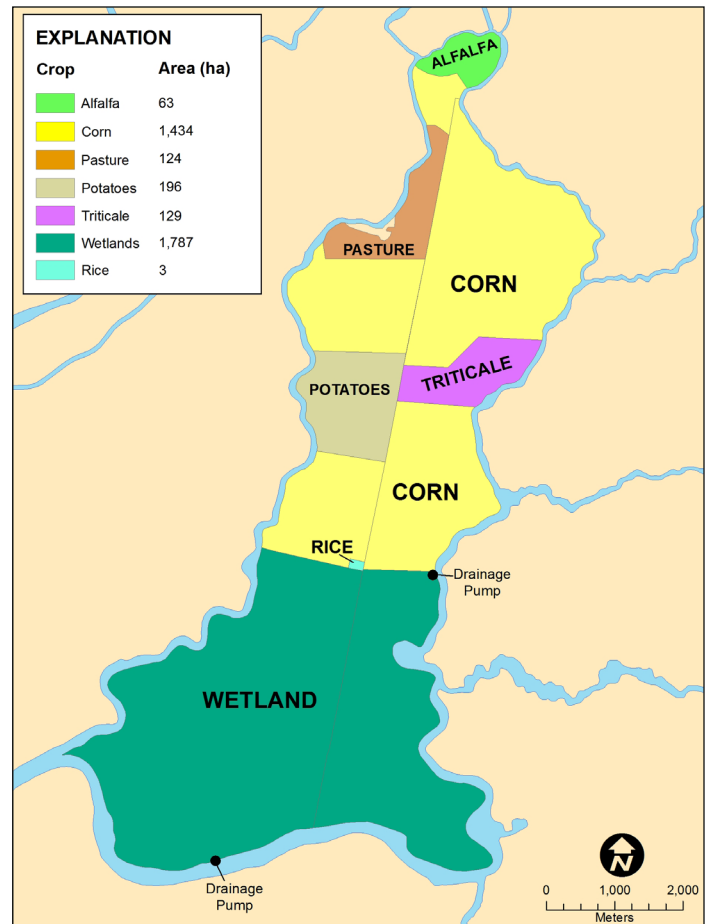 EXPLANATION
Crop Area (ha)
Alfalfa 63
Corn 1,434
Pasture 124
Potatoes 196
Triticale 129
Wetlands 1,787
Rice 3
ALFALFA
PASTURE
CORN
TRITICALE
POTATOES
CORN
RICE
Drainage
Pump
WETLAND
Drainage
Pump
N
0 1,000 2,000
Meters